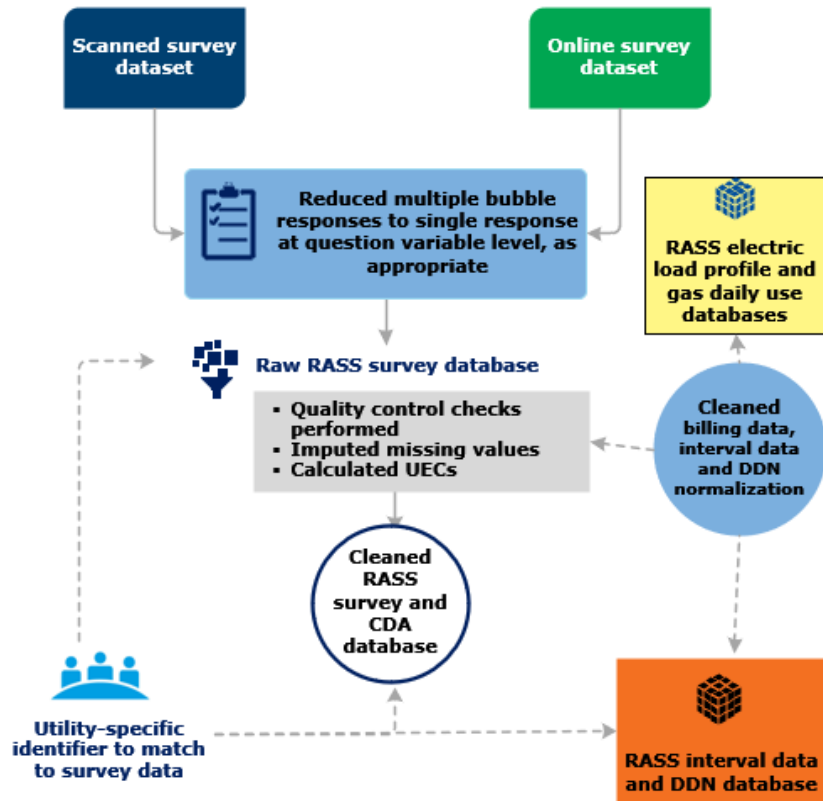 Scanned survey
dataset
Online survey
dataset
Reduced multiple bubble
responses to single response
at question variable level, as
appropriate
RASS electric
load profile and
gas daily use
databases
Raw RASS survey database
▪ Quality control checks
performed
▪ Imputed missing values
▪ Calculated UECs
Cleaned
billing data,
interval data
and DDN
normalization
Cleaned
RASS
survey and
CDA
database
Utility-specific
identifier to match
to survey data
RASS interval data
and DDN database